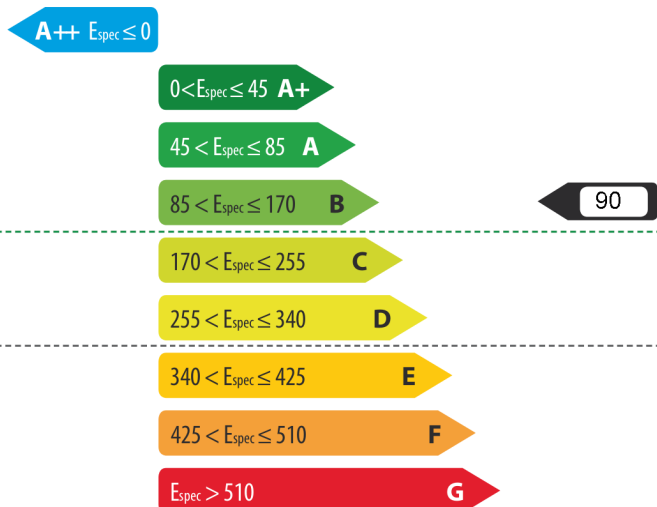 A++ Espec ≤ 0
0<Espec ≤ 45 A+
45 < Espec ≤ 85 A
85 < Espec ≤ 170 B
90
170 < Espec ≤ 255 C
255 < Espec ≤ 340 D
340 < Espec ≤ 425 E
425 < Espec ≤ 510 F
Espec > 510 G